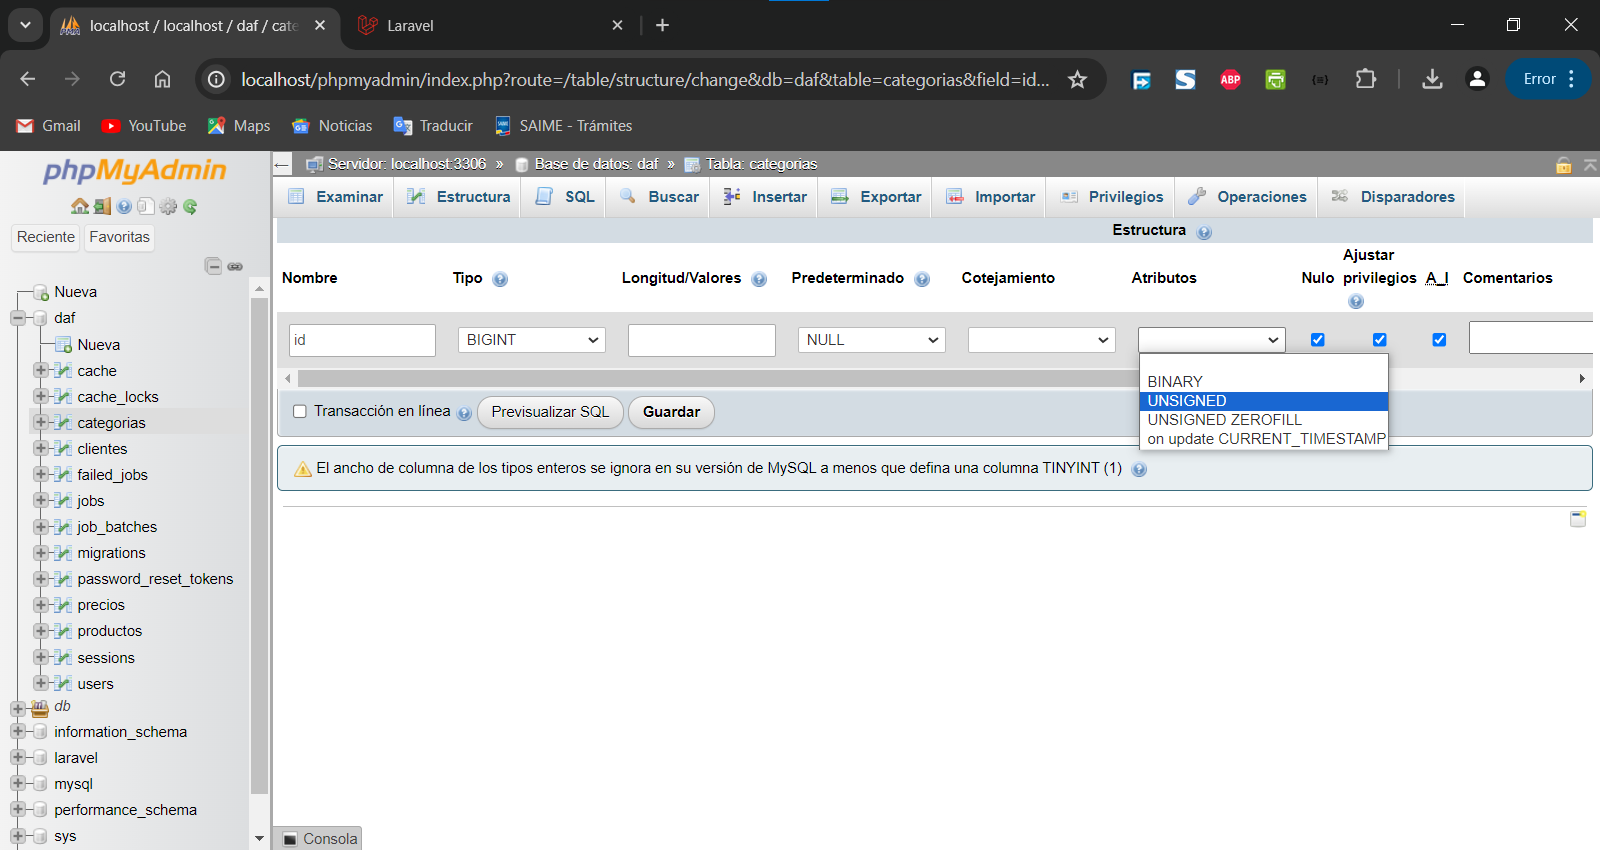 localhost / localhost / daf / cate
Laravel
localhost/phpmyadmin/index.php?route=/table/structure/change&db=daf&table=categorias&field=id...
ABP
Error
Gmail
YouTube
Maps
Noticias
Traducir
SAIME - Trámites
phpMyAdmin
Reciente
Favoritas
Nueva
daf
Nueva
cache
cache_locks
categorias
clientes
failed_jobs
jobs
job_batches
migrations
password_reset_tokens
precios
productos
sessions
users
db
information_schema
laravel
mysql
performance_schema
sys
Servidor: localhost:3306 » Base de datos: daf » Tabla: categorias
Examinar
Estructura
SQL
Buscar
Insertar
Exportar
Importar
Privilegios
Operaciones
Disparadores
Estructura
Nombre
Tipo
Longitud/Valores
Predeterminado
Cotejamiento
Atributos
Nulo
Ajustar
privilegios
A_I
Comentarios
id
BIGINT
NULL
BINARY
UNSIGNED
UNSIGNED ZEROFILL
on update CURRENT_TIMESTAMP
Transacción en línea
Previsualizar SQL
Guardar
El ancho de columna de los tipos enteros se ignora en su versión de MySQL a menos que defina una columna TINYINT (1)
Consola